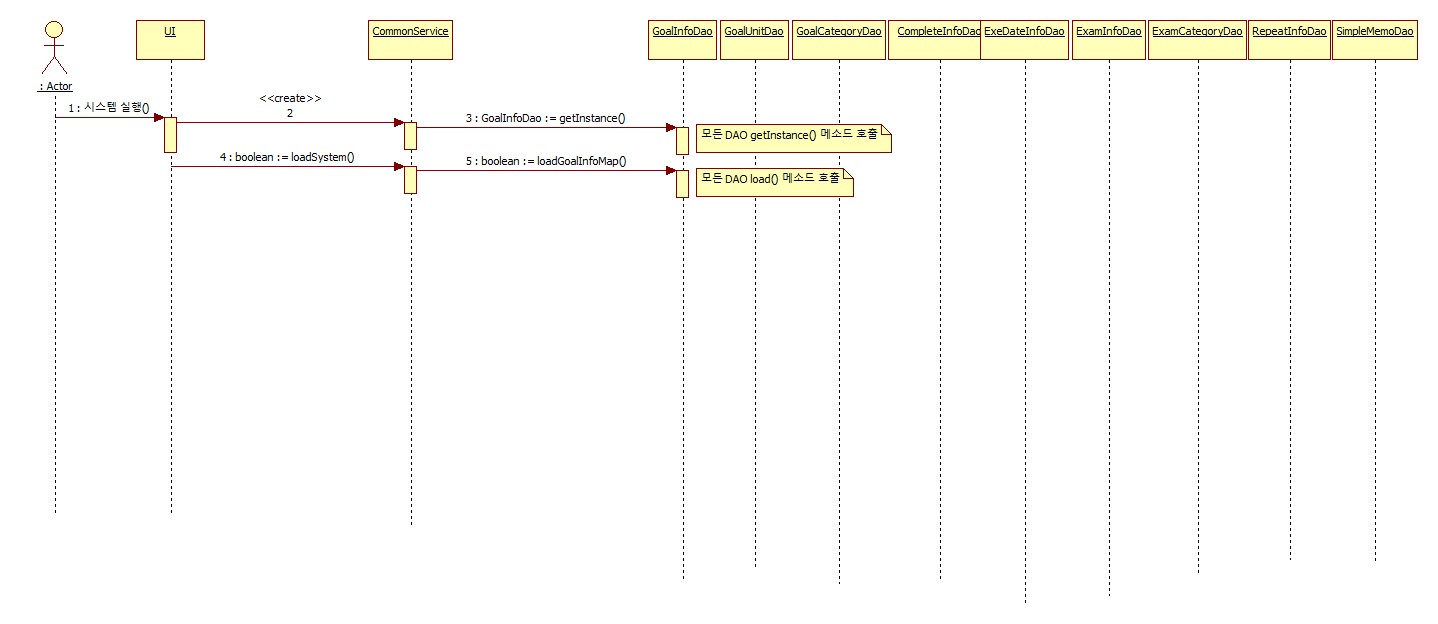 UI
CommonService
GoalInfoDao
GoalUnitDao
GoalCategoryDao
CompleteInfoDao
ExeDateInfoDao
ExamInfoDao
ExamCategoryDao
RepeatInfoDao
SimpleMemoDao
: Actor
1 : 시스템 실행()
<<create>>
2
3 : GoalInfoDao := getInstance()
모든 DAO getInstance() 메소드 호출
4 : boolean := loadSystem()
5 : boolean := loadGoalInfoMap()
모든 DAO load() 메소드 호출